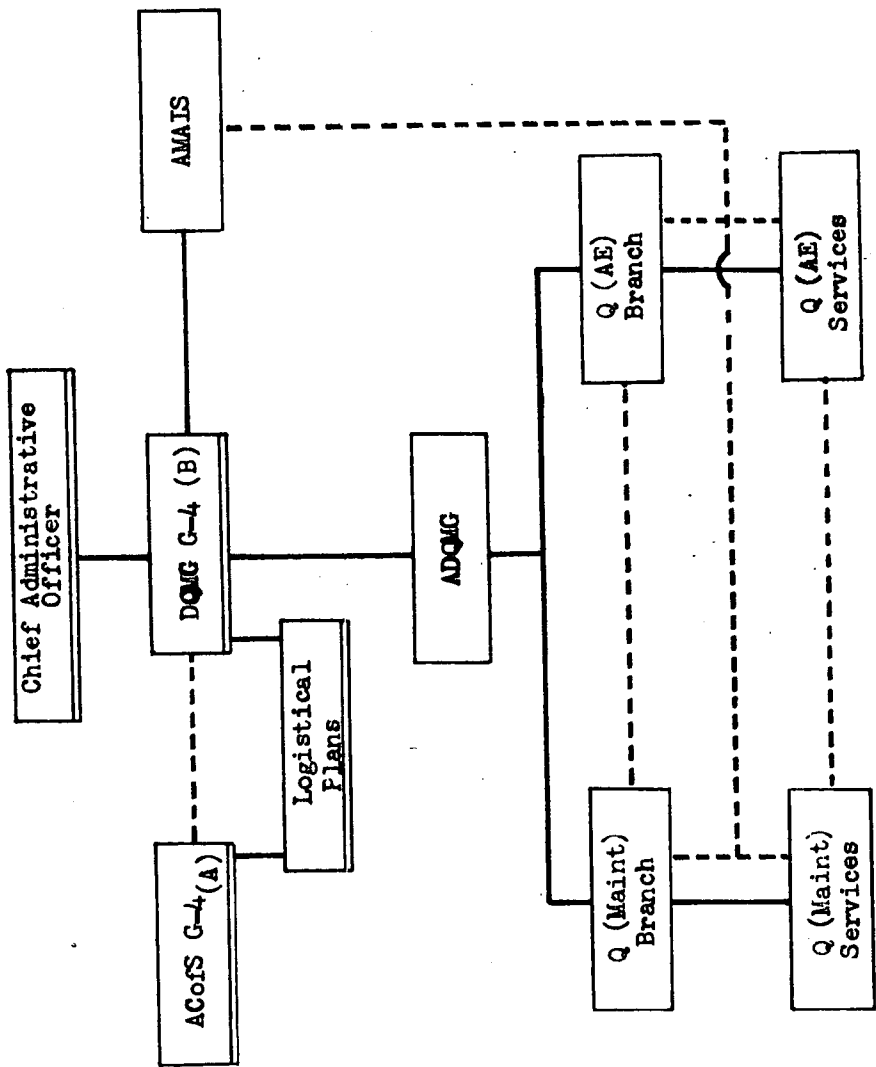 Chief Administrative
Officer
ACofS G-4(A)
DQMG G-4 (B)
AMAIS
Logistical
Plans
ADQMG
Q (Maint)
Branch
Q (AE)
Branch
Q (Maint)
Services
Q (AE)
Services